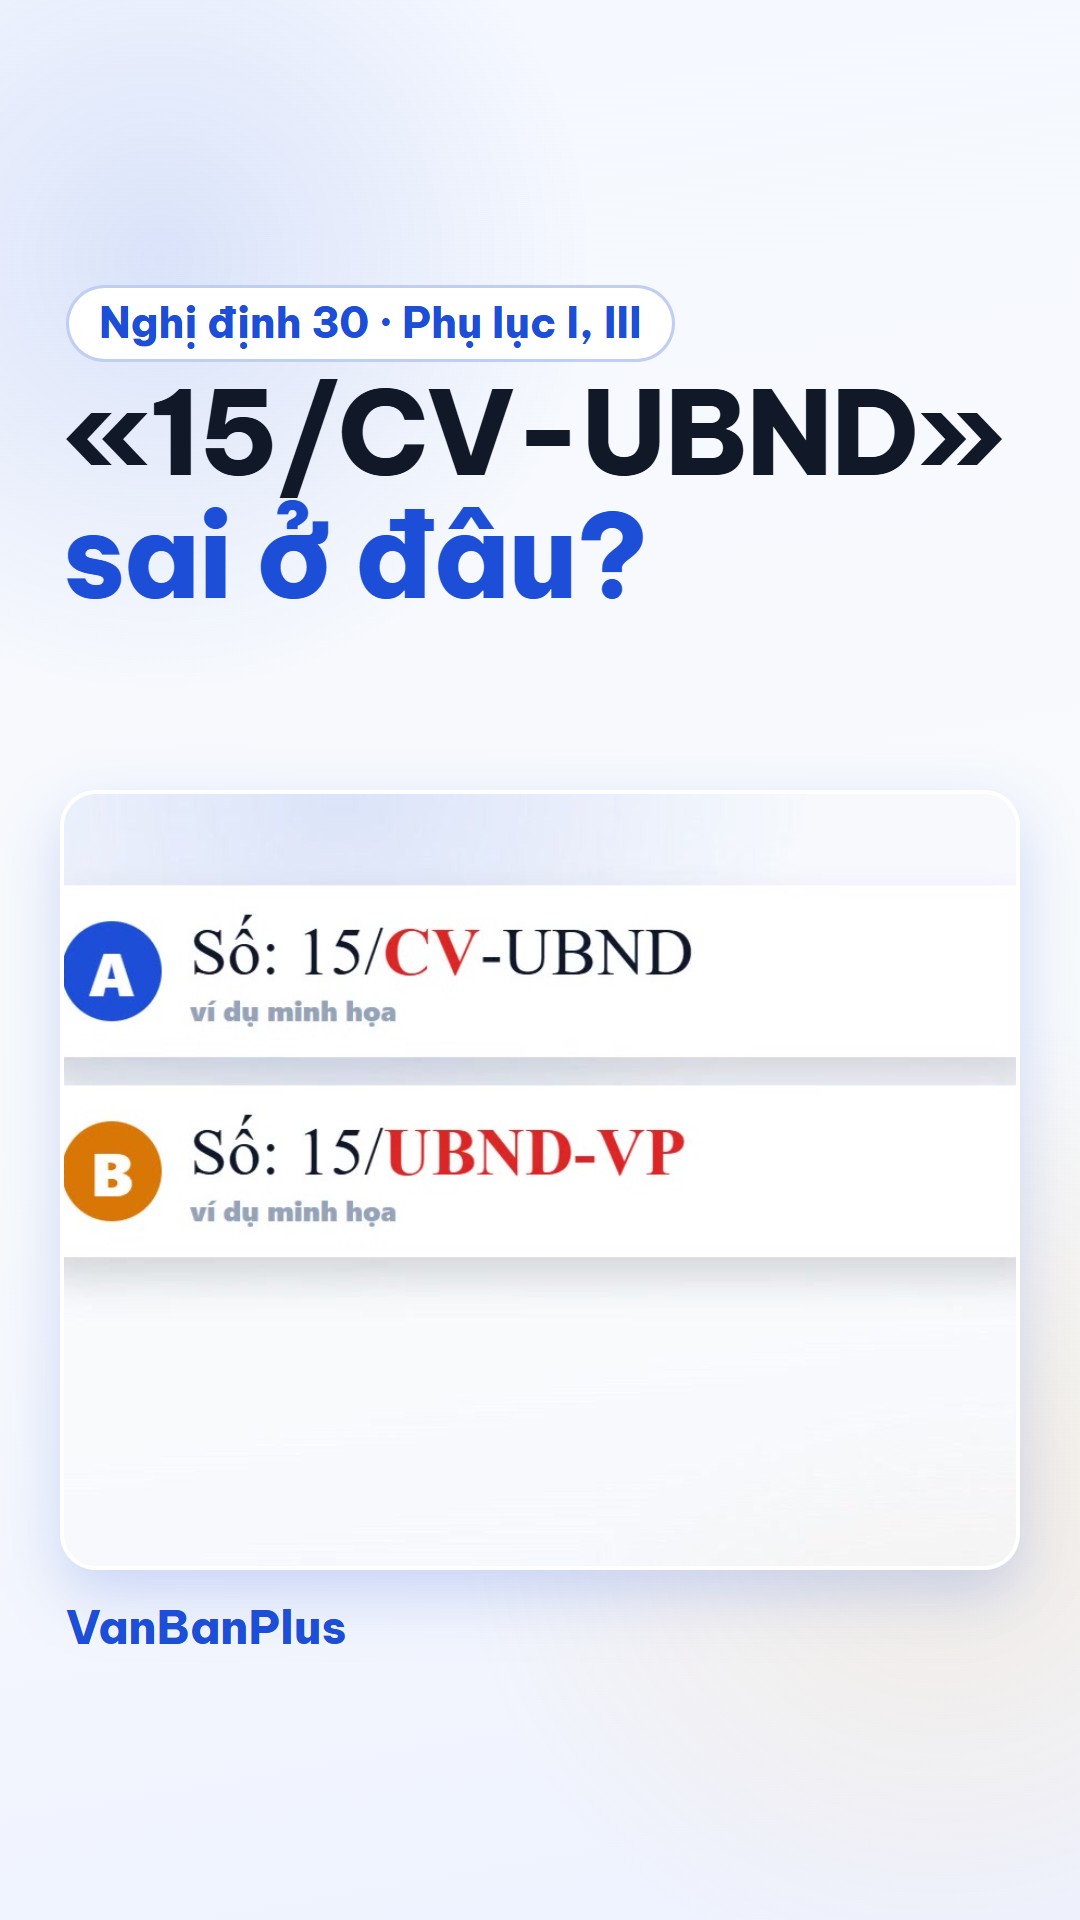 Nghị định 30 · Phụ lục I, III
«15/CV-UBND»
sai ở đâu?
A
Số: 15/CV-UBND
ví dụ minh họa
B
Số: 15/UBND-VP
ví dụ minh họa
VanBanPlus